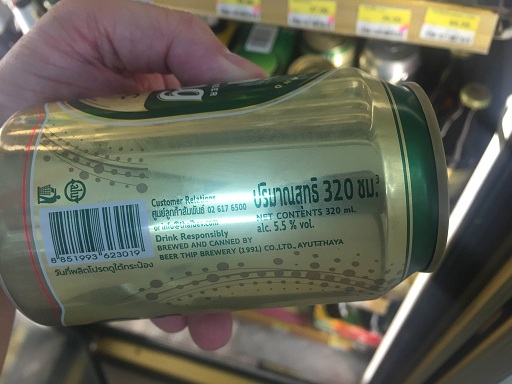 Customer Relations
ศูนย์ลูกค้าสัมพันธ์ 02 617 6500
Drink Responsibly
BREWED AND CANNED BY
BEER THIP BREWERY (1991) CO.,LTD., AYUTTHAYA
ปริมาณสุทธิ 320 ซม³
NET CONTENTS 320 ml.
alc. 5.5 % vol.
8 851993 623019
วันที่ผลิตโปรดดูใต้กระป๋อง